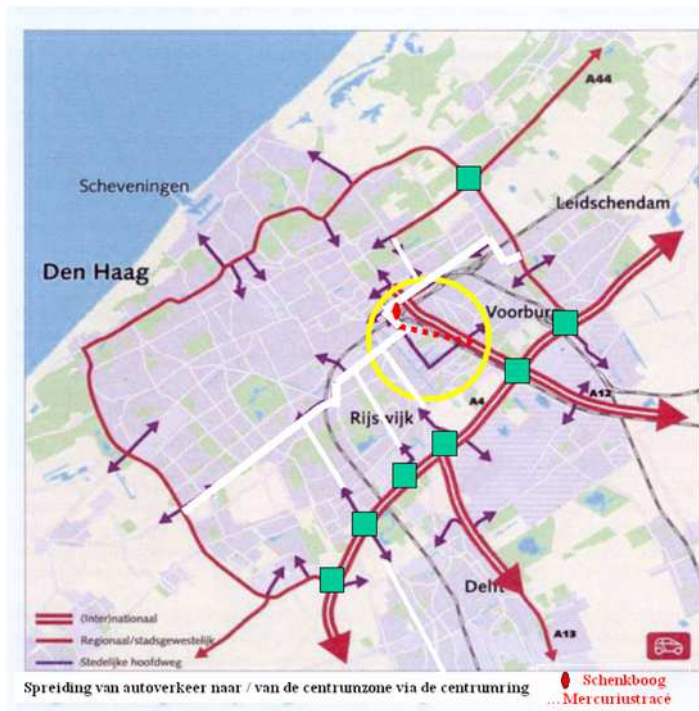 A44
Leidschendam
Scheveningen
Den Haag
Voorbur
A12
A4
Rijs vijk
Delft
A13
(Inter)nationaal
Regionaal/stadsgewestelijk
Stedelijke hoofdweg
Spreiding van autoverkeer naar / van de centrumzone via de centrumring
Schenkboog
... Mercuriustracé